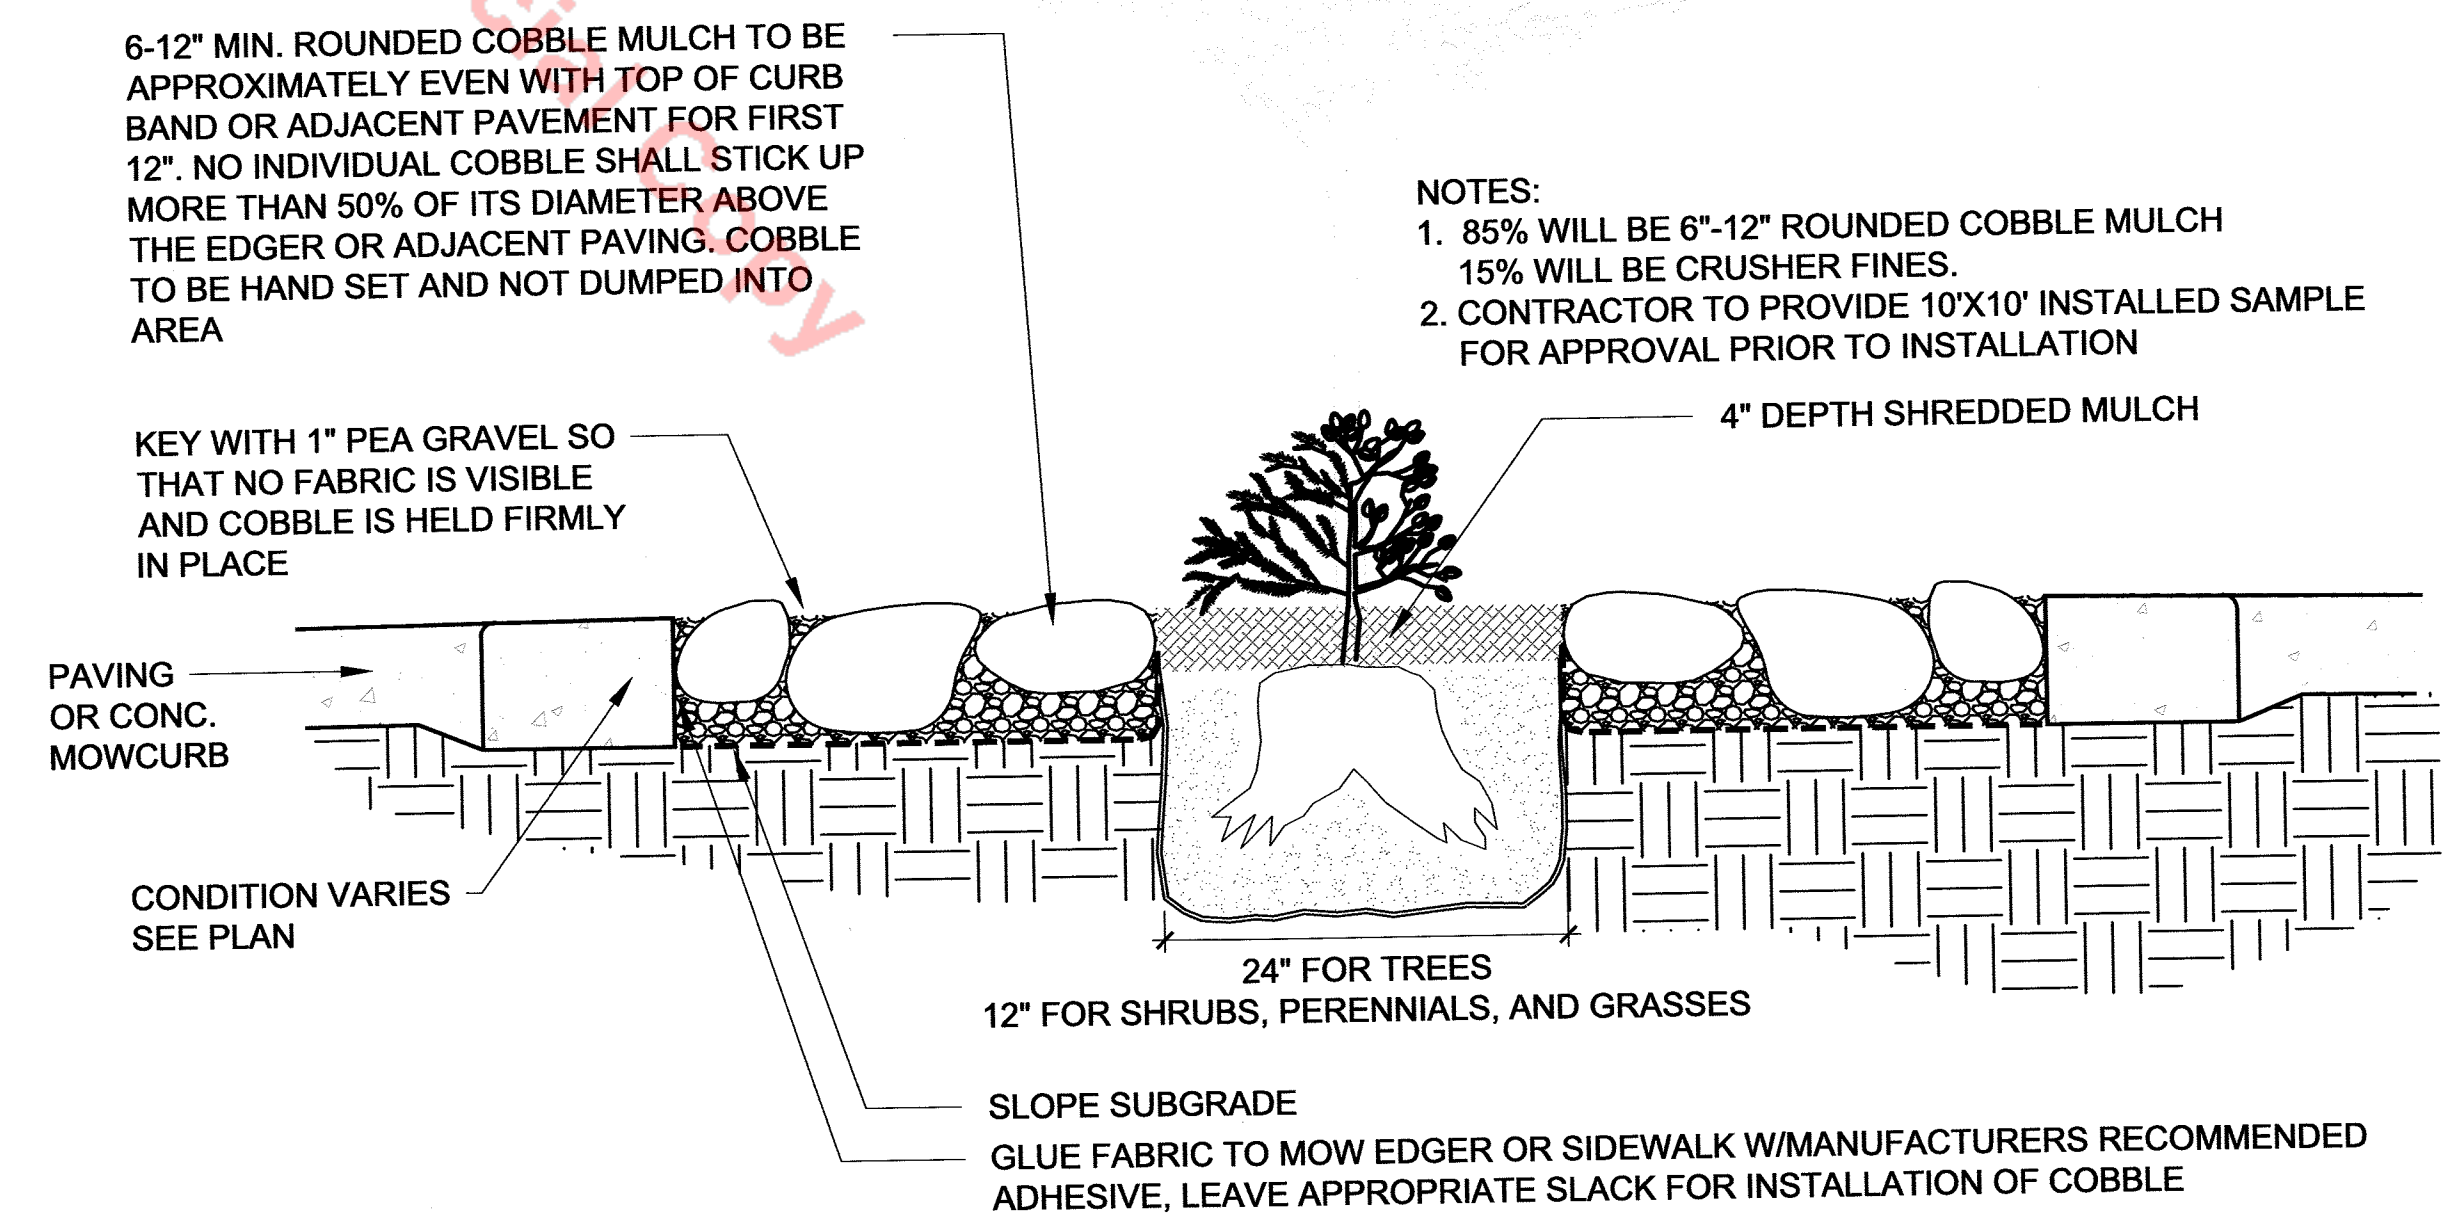 6-12" MIN. ROUNDED COBBLE MULCH TO BE
APPROXIMATELY EVEN WITH TOP OF CURB
BAND OR ADJACENT PAVEMENT FOR FIRST
12". NO INDIVIDUAL COBBLE SHALL STICK UP
MORE THAN 50% OF ITS DIAMETER ABOVE
THE EDGER OR ADJACENT PAVING. COBBLE
TO BE HAND SET AND NOT DUMPED INTO
AREA
cial Copy
NOTES:
1. 85% WILL BE 6"-12" ROUNDED COBBLE MULCH
15% WILL BE CRUSHER FINES.
2. CONTRACTOR TO PROVIDE 10'X10' INSTALLED SAMPLE
FOR APPROVAL PRIOR TO INSTALLATION
4" DEPTH SHREDDED MULCH
KEY WITH 1" PEA GRAVEL SO
THAT NO FABRIC IS VISIBLE
AND COBBLE IS HELD FIRMLY
IN PLACE
PAVING
OR CONC.
MOWCURB
CONDITION VARIES
SEE PLAN
24" FOR TREES
12" FOR SHRUBS, PERENNIALS, AND GRASSES
SLOPE SUBGRADE
GLUE FABRIC TO MOW EDGER OR SIDEWALK W/MANUFACTURERS RECOMMENDED
ADHESIVE, LEAVE APPROPRIATE SLACK FOR INSTALLATION OF COBBLE